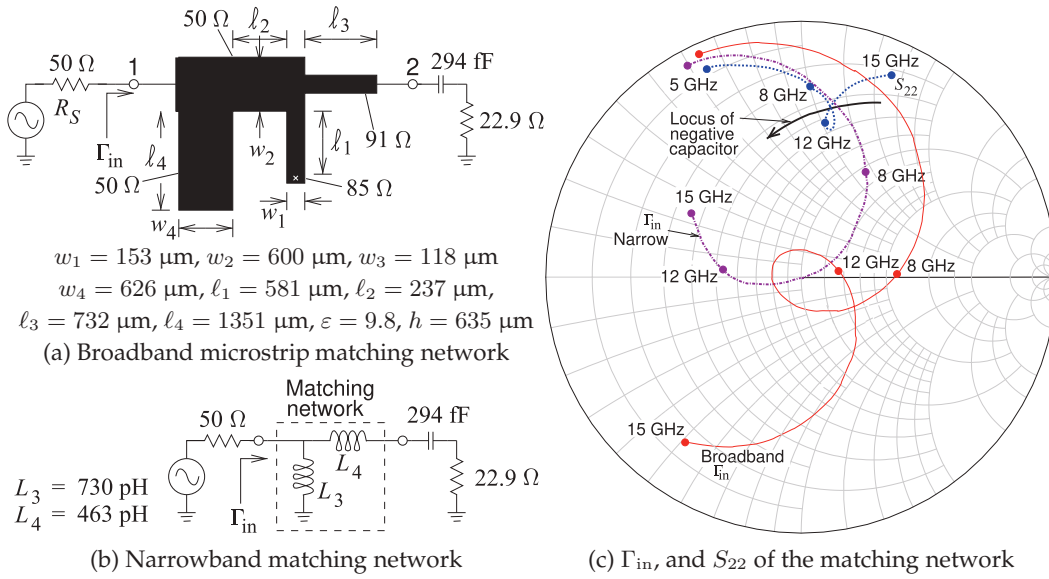 50 Ω
ℓ2
ℓ3
50 Ω
1
2
294 fF
RS
Γin
ℓ4
w2
ℓ1
91 Ω
22.9 Ω
50 Ω
85 Ω
w4
w1
w1 = 153 μm, w2 = 600 μm, w3 = 118 μm
w4 = 626 μm, ℓ1 = 581 μm, ℓ2 = 237 μm,
ℓ3 = 732 μm, ℓ4 = 1351 μm, ε = 9.8, h = 635 μm
(a) Broadband microstrip matching network
Matching
network
50 Ω
294 fF
L4
L3
Γin
22.9 Ω
L3 = 730 pH
L4 = 463 pH
(b) Narrowband matching network
15 GHz
S22
5 GHz
8 GHz
Locus of
negative
capacitor
12 GHz
8 GHz
15 GHz
Γin
Narrow
12 GHz
12 GHz
8 GHz
15 GHz
Broadband
Γin
(c) Γin, and S22 of the matching network